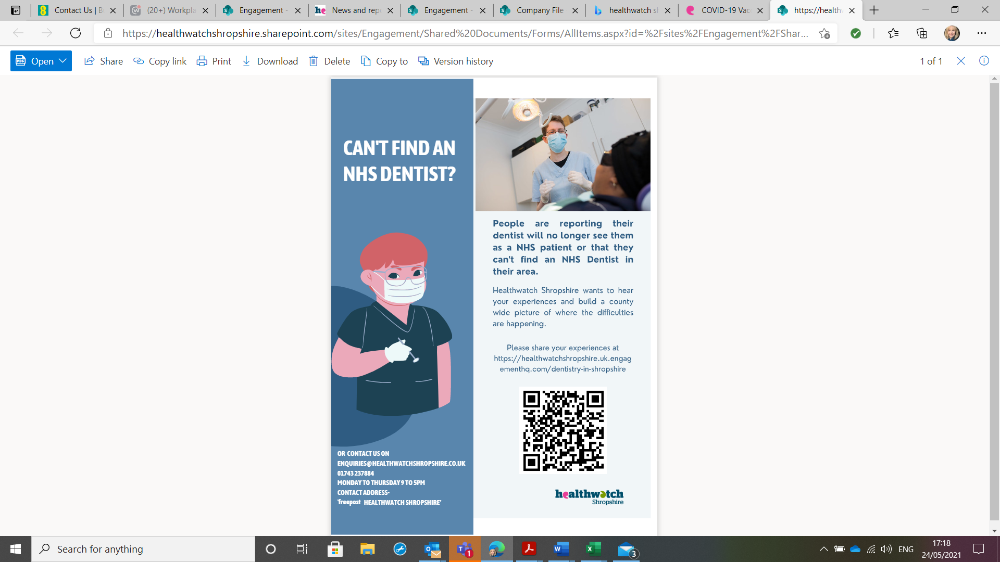 Contact Us | B
(20+) Workpla
Engagement -
News and repo
Engagement -
Company File
healthwatch s
COVID-19 Vac
https://health
https://healthwatchshropshire.sharepoint.com/sites/Engagement/Shared%20Documents/Forms/AllItems.aspx?id=%2Fsites%2FEngagement%2FShar...
Open
Share
Copy link
Print
Download
Delete
Copy to
Version history
1 of 1
CAN'T FIND AN
NHS DENTIST?
OR CONTACT US ON
ENQUIRIES@HEALTHWATCHSHROPSHIRE.CO.UK
01743 237884
MONDAY TO THURSDAY 9 TO 5PM
CONTACT ADDRESS-
'freepost HEALTHWATCH SHROPSHIRE'
People are reporting their
dentist will no longer see them
as a NHS patient or that they
can't find an NHS Dentist in
their area.
Healthwatch Shropshire wants to hear
your experiences and build a county
wide picture of where the difficulties
are happening.
Please share your experiences at
https://healthwatchshropshire.uk.engag
ementhq.com/dentistry-in-shropshire
healthwatch
Shropshire
Search for anything
1
3
ENG
17:18
24/05/2021